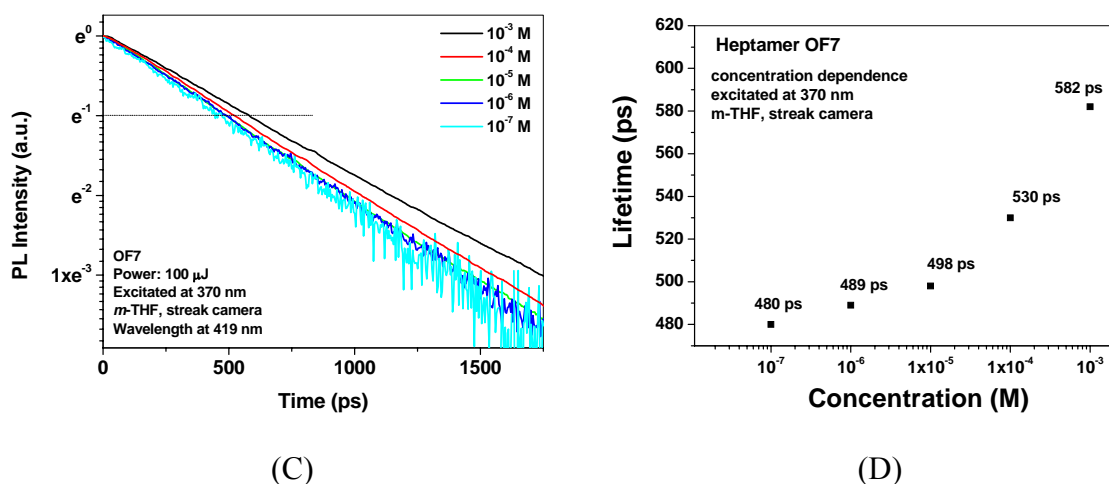 e⁰
e⁻¹
e⁻²
1xe⁻³
PL Intensity (a.u.)
10⁻³ M
10⁻⁴ M
10⁻⁵ M
10⁻⁶ M
10⁻⁷ M
OF7
Power: 100 μJ
Excitated at 370 nm
m-THF, streak camera
Wavelength at 419 nm
0 500 1000 1500
Time (ps)
(C)
620
600
580
560
540
520
500
480
Lifetime (ps)
Heptamer OF7
concentration dependence
excitated at 370 nm
m-THF, streak camera
582 ps
530 ps
498 ps
489 ps
480 ps
10⁻⁷ 10⁻⁶ 1x10⁻⁵ 1x10⁻⁴ 10⁻³
Concentration (M)
(D)